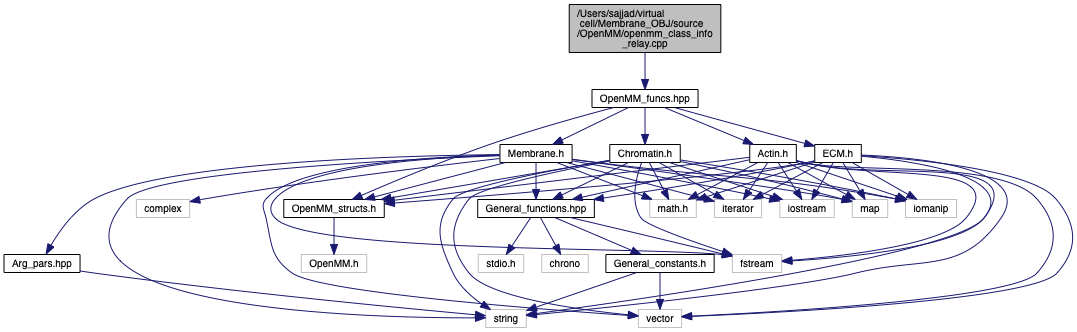 /Users/sajjad/virtual
cell/Membrane_OBJ/source
/OpenMM/openmm_class_info
_relay.cpp
OpenMM_funcs.hpp
Membrane.h
Chromatin.h
Actin.h
ECM.h
complex
OpenMM_structs.h
General_functions.hpp
math.h
iterator
iostream
map
iomanip
Arg_pars.hpp
OpenMM.h
stdio.h
chrono
General_constants.h
fstream
string
vector